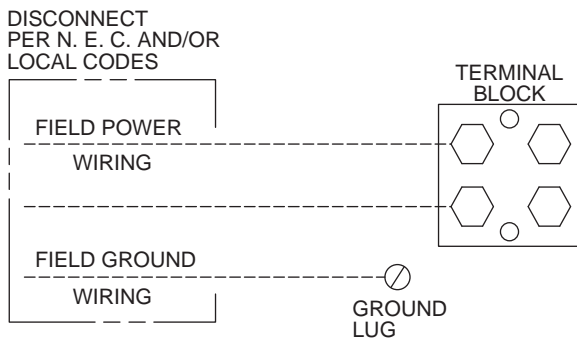 DISCONNECT
PER N. E. C. AND/OR
LOCAL CODES
TERMINAL
BLOCK
FIELD POWER
WIRING
FIELD GROUND
WIRING
GROUND
LUG